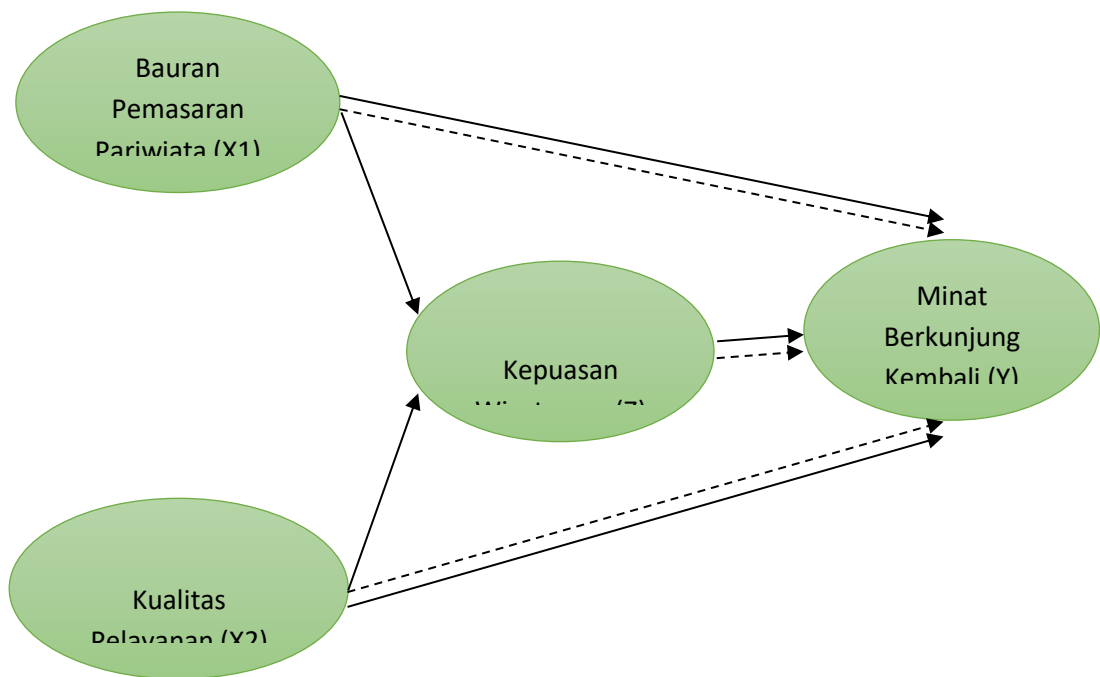 Bauran
Pemasaran
Pariwiata (X1)
Minat
Berkunjung
Kembali (Y)
Kepuasan
(Z)
Kualitas
Pelayanan (X2)